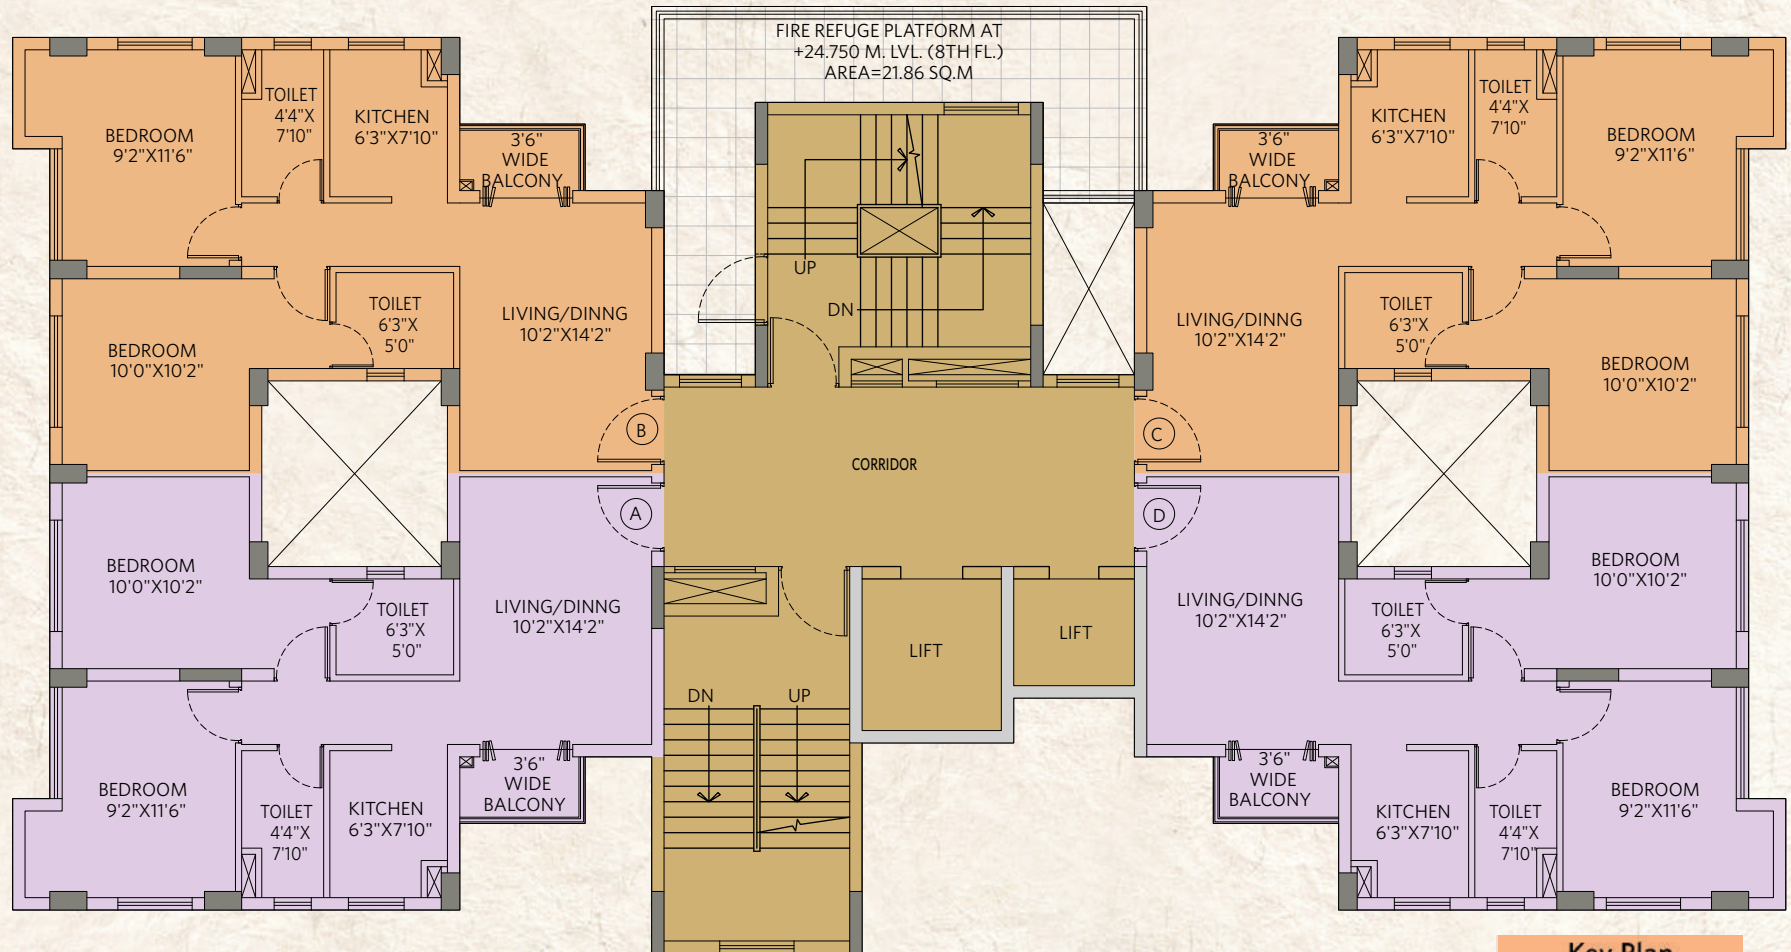 FIRE REFUGE PLATFORM AT
+24.750 M. LVL. (8TH FL.)
AREA=21.86 SQ.M
BEDROOM
9'2"X11'6"
TOILET
4'4"X
7'10"
KITCHEN
6'3"X7'10"
3'6"
WIDE
BALCONY
BEDROOM
10'0"X10'2"
TOILET
6'3"X
5'0"
LIVING/DINNG
10'2"X14'2"
B
UP
DN
3'6"
WIDE
BALCONY
KITCHEN
6'3"X7'10"
TOILET
4'4"X
7'10"
BEDROOM
9'2"X11'6"
LIVING/DINNG
10'2"X14'2"
TOILET
6'3"X
5'0"
BEDROOM
10'0"X10'2"
C
CORRIDOR
A
BEDROOM
10'0"X10'2"
TOILET
6'3"X
5'0"
LIVING/DINNG
10'2"X14'2"
BEDROOM
9'2"X11'6"
TOILET
4'4"X
7'10"
KITCHEN
6'3"X7'10"
3'6"
WIDE
BALCONY
DN
UP
LIFT
LIFT
D
LIVING/DINNG
10'2"X14'2"
TOILET
6'3"X
5'0"
BEDROOM
10'0"X10'2"
3'6"
WIDE
BALCONY
KITCHEN
6'3"X7'10"
TOILET
4'4"X
7'10"
BEDROOM
9'2"X11'6"
Key Plan